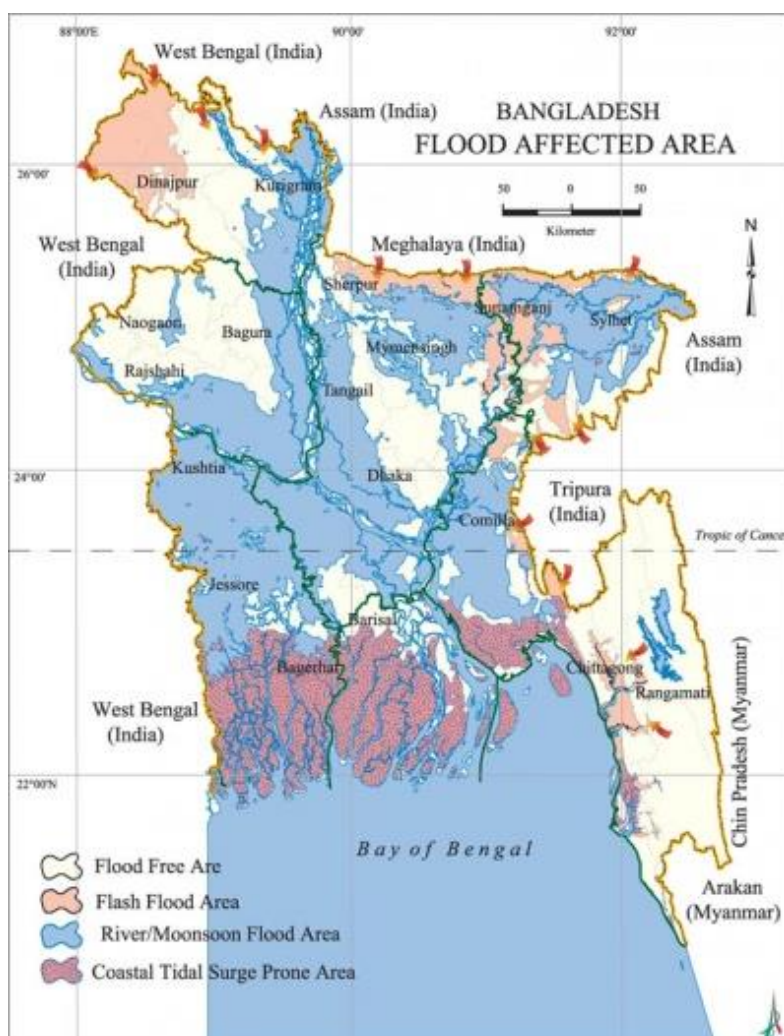 88°00'E
90°00'
92°00'
West Bengal (India)
Assam (India)
BANGLADESH
FLOOD AFFECTED AREA
26°00'
Dinajpur
Kurigram
50
0
50
Kilometer
N
West Bengal
(India)
Meghalaya (India)
Sherpur
Sunamganj
Sylhet
Naogaon
Bagura
Mymensingh
Assam
(India)
Rajshahi
Tangail
24°00'
Kushtia
Dhaka
Tripura
(India)
Comilla
Tropic of Cance
Jessore
Barisal
Bagerhat
Chittagong
Rangamati
West Bengal
(India)
Chin Pradesh (Myanmar)
22°00'N
Bay of Bengal
Arakan
(Myanmar)
Flood Free Are
Flash Flood Area
River/Moonsoon Flood Area
Coastal Tidal Surge Prone Area